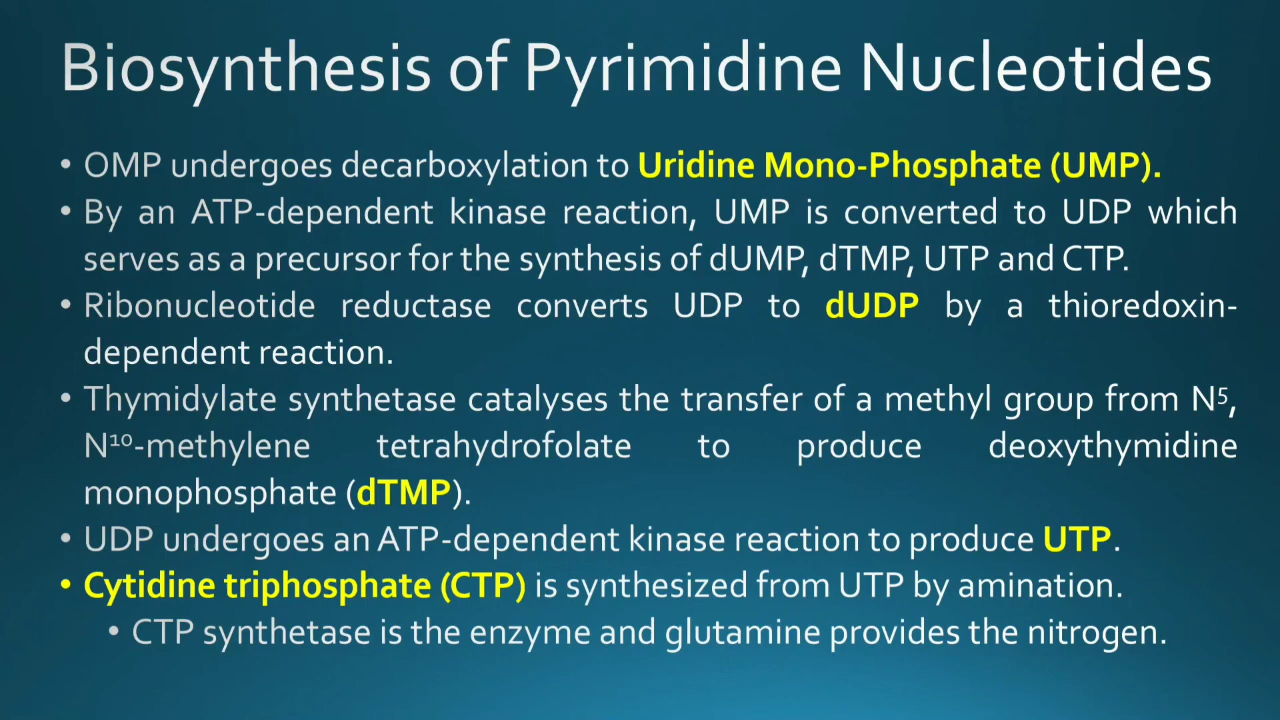 Biosynthesis of Pyrimidine Nucleotides
• OMP undergoes decarboxylation to Uridine Mono-Phosphate (UMP).
• By an ATP-dependent kinase reaction, UMP is converted to UDP which
serves as a precursor for the synthesis of dUMP, dTMP, UTP and CTP.
• Ribonucleotide reductase converts UDP to dUDP by a thioredoxin-
dependent reaction.
• Thymidylate synthetase catalyses the transfer of a methyl group from N⁵,
N¹⁰-methylene tetrahydrofolate to produce deoxythymidine
monophosphate (dTMP).
• UDP undergoes an ATP-dependent kinase reaction to produce UTP.
• Cytidine triphosphate (CTP) is synthesized from UTP by amination.
• CTP synthetase is the enzyme and glutamine provides the nitrogen.